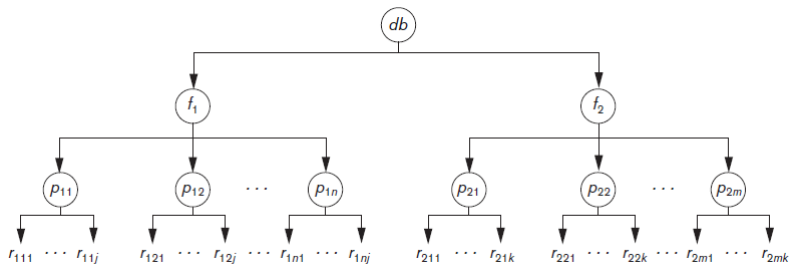 db
f₁ f₂
p₁₁ p₁₂ · · · p₁ₙ p₂₁ p₂₂ · · · p₂ₘ
r₁₁₁ · · · r₁₁ⱼ r₁₂₁ · · · r₁₂ⱼ · · · r₁ₙ₁ · · · r₁ₙⱼ r₂₁₁ · · · r₂₁ₖ r₂₂₁ · · · r₂₂ₖ · · · r₂ₘ₁ · · · r₂ₘₖ